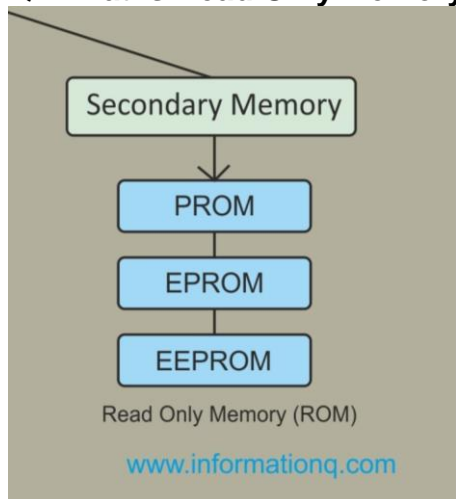 Secondary Memory
PROM
EPROM
EEPROM
Read Only Memory (ROM)
www.informationq.com